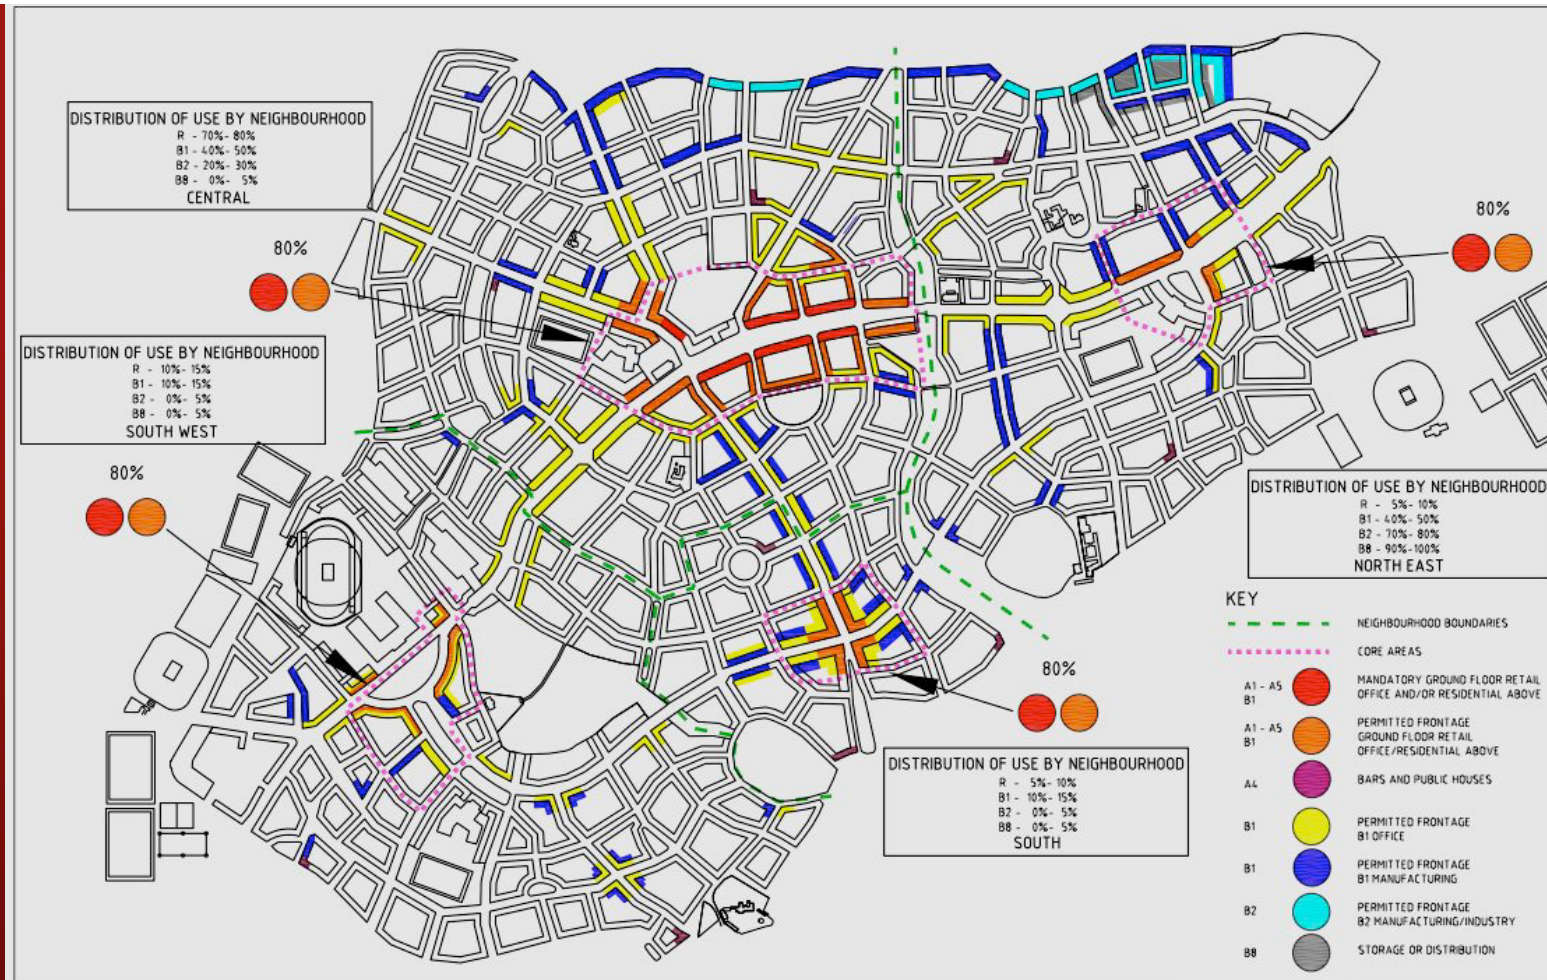 DISTRIBUTION OF USE BY NEIGHBOURHOOD
R - 70%- 80%
B1 - 40%- 50%
B2 - 20%- 30%
B8 - 0%- 5%
CENTRAL
80%
80%
DISTRIBUTION OF USE BY NEIGHBOURHOOD
R - 10%- 15%
B1 - 10%- 15%
B2 - 0%- 5%
B8 - 0%- 5%
SOUTH WEST
80%
DISTRIBUTION OF USE BY NEIGHBOURHOOD
R - 5%- 10%
B1 - 40%- 50%
B2 - 70%- 80%
B8 - 90%-100%
NORTH EAST
80%
DISTRIBUTION OF USE BY NEIGHBOURHOOD
R - 5%- 10%
B1 - 10%- 15%
B2 - 0%- 5%
B8 - 0%- 5%
SOUTH
KEY
NEIGHBOURHOOD BOUNDARIES
CORE AREAS
A1 - A5
B1
MANDATORY GROUND FLOOR RETAIL
OFFICE AND/OR RESIDENTIAL ABOVE
A1 - A5
B1
PERMITTED FRONTAGE
GROUND FLOOR RETAIL
OFFICE/RESIDENTIAL ABOVE
A4
BARS AND PUBLIC HOUSES
B1
PERMITTED FRONTAGE
B1 OFFICE
B1
PERMITTED FRONTAGE
B1 MANUFACTURING
B2
PERMITTED FRONTAGE
B2 MANUFACTURING/INDUSTRY
B8
STORAGE OR DISTRIBUTION